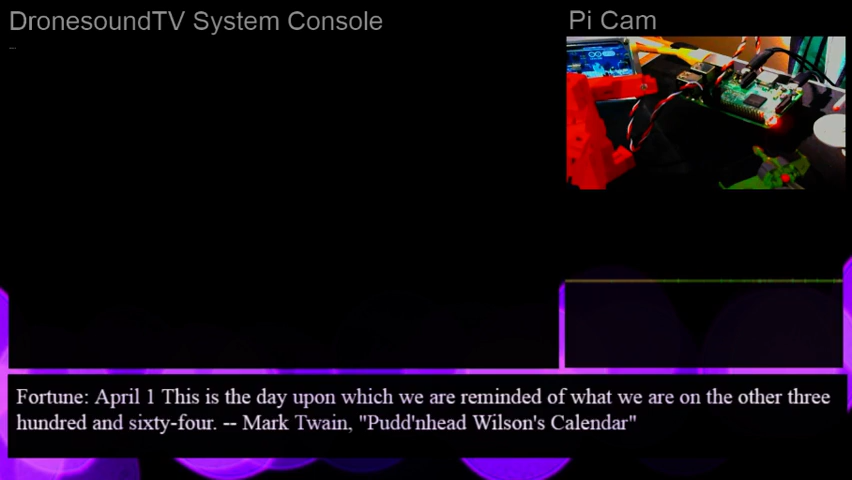 DronesoundTV System Console
Pi Cam
Fortune: April 1 This is the day upon which we are reminded of what we are on the other three
hundred and sixty-four. -- Mark Twain, "Pudd'nhead Wilson's Calendar"